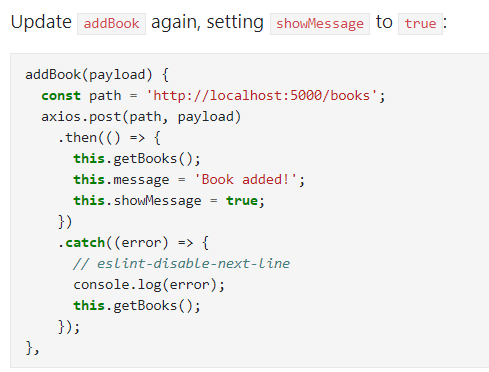 Update addBook again, setting showMessage to true:
addBook(payload) {
  const path = 'http://localhost:5000/books';
  axios.post(path, payload)
    .then(() => {
      this.getBooks();
      this.message = 'Book added!';
      this.showMessage = true;
    })
    .catch((error) => {
      // eslint-disable-next-line
      console.log(error);
      this.getBooks();
    });
},